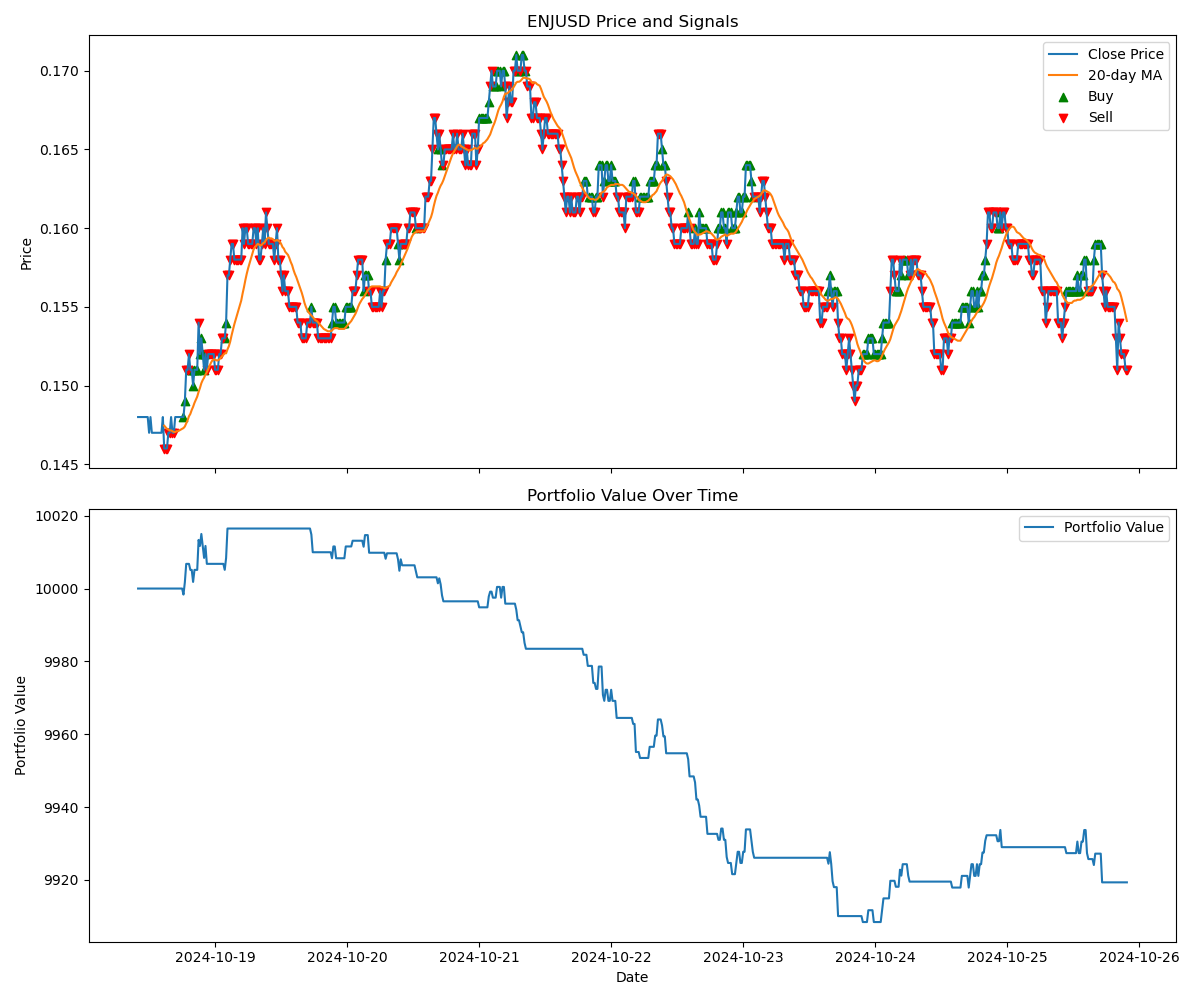 ENJUSD Price and Signals
Price
0.170
0.165
0.160
0.155
0.150
0.145
Close Price
20-day MA
Buy
Sell
Portfolio Value Over Time
Portfolio Value
10020
10000
9980
9960
9940
9920
Portfolio Value
2024-10-19 2024-10-20 2024-10-21 2024-10-22 2024-10-23 2024-10-24 2024-10-25 2024-10-26
Date